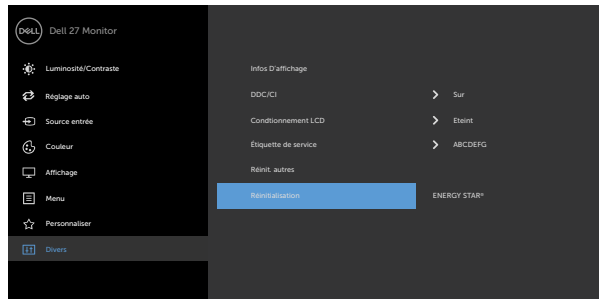 DELL Dell 27 Monitor
Luminosité/Contraste
Réglage auto
Source entrée
Couleur
Affichage
Menu
Personnaliser
Divers
Infos D'affichage
DDC/CI > Sur
Condtionnement LCD > Eteint
Étiquette de service > ABCDEFG
Réinit. autres
Réinitialisation ENERGY STAR®